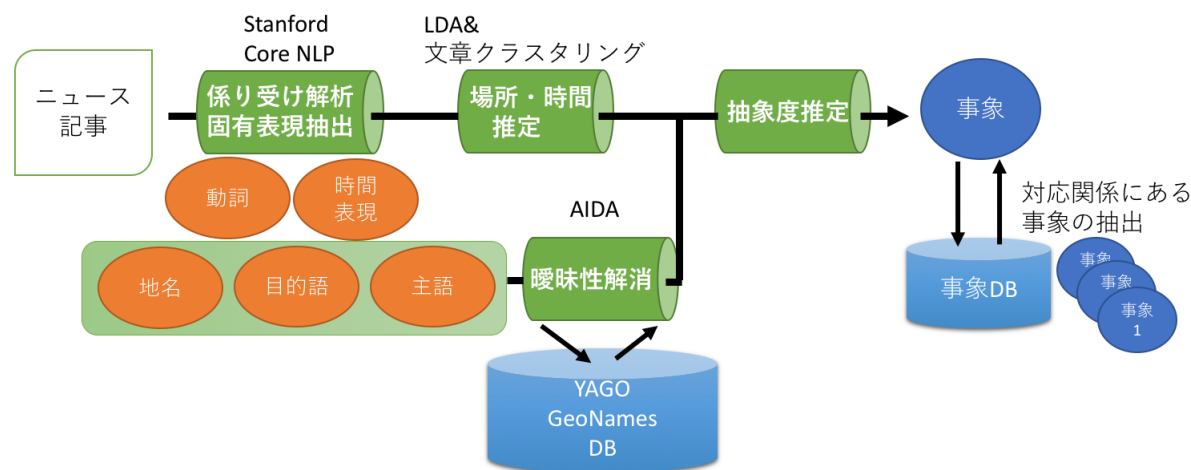 Stanford
Core NLP
LDA&
文章クラスタリング
ニュース
記事
係り受け解析
固有表現抽出
場所・時間
推定
抽象度推定
事象
動詞
時間
表現
地名
目的語
主語
AIDA
曖昧性解消
対応関係にある
事象の抽出
事象DB
事象
事象
事象
1
YAGO
GeoNames
DB